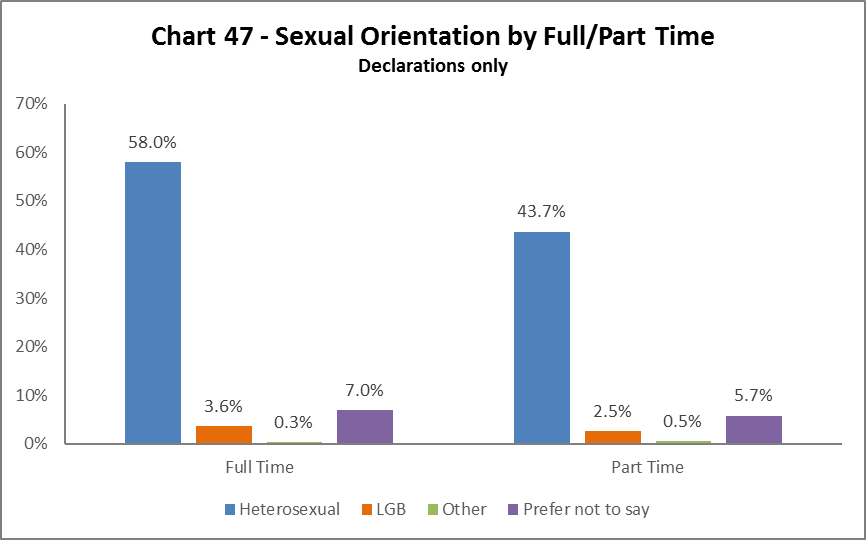 Chart 47 - Sexual Orientation by Full/Part Time
Declarations only
70%
60%
50%
40%
30%
20%
10%
0%
58.0%
3.6%
0.3%
7.0%
43.7%
2.5%
0.5%
5.7%
Full Time
Part Time
Heterosexual
LGB
Other
Prefer not to say